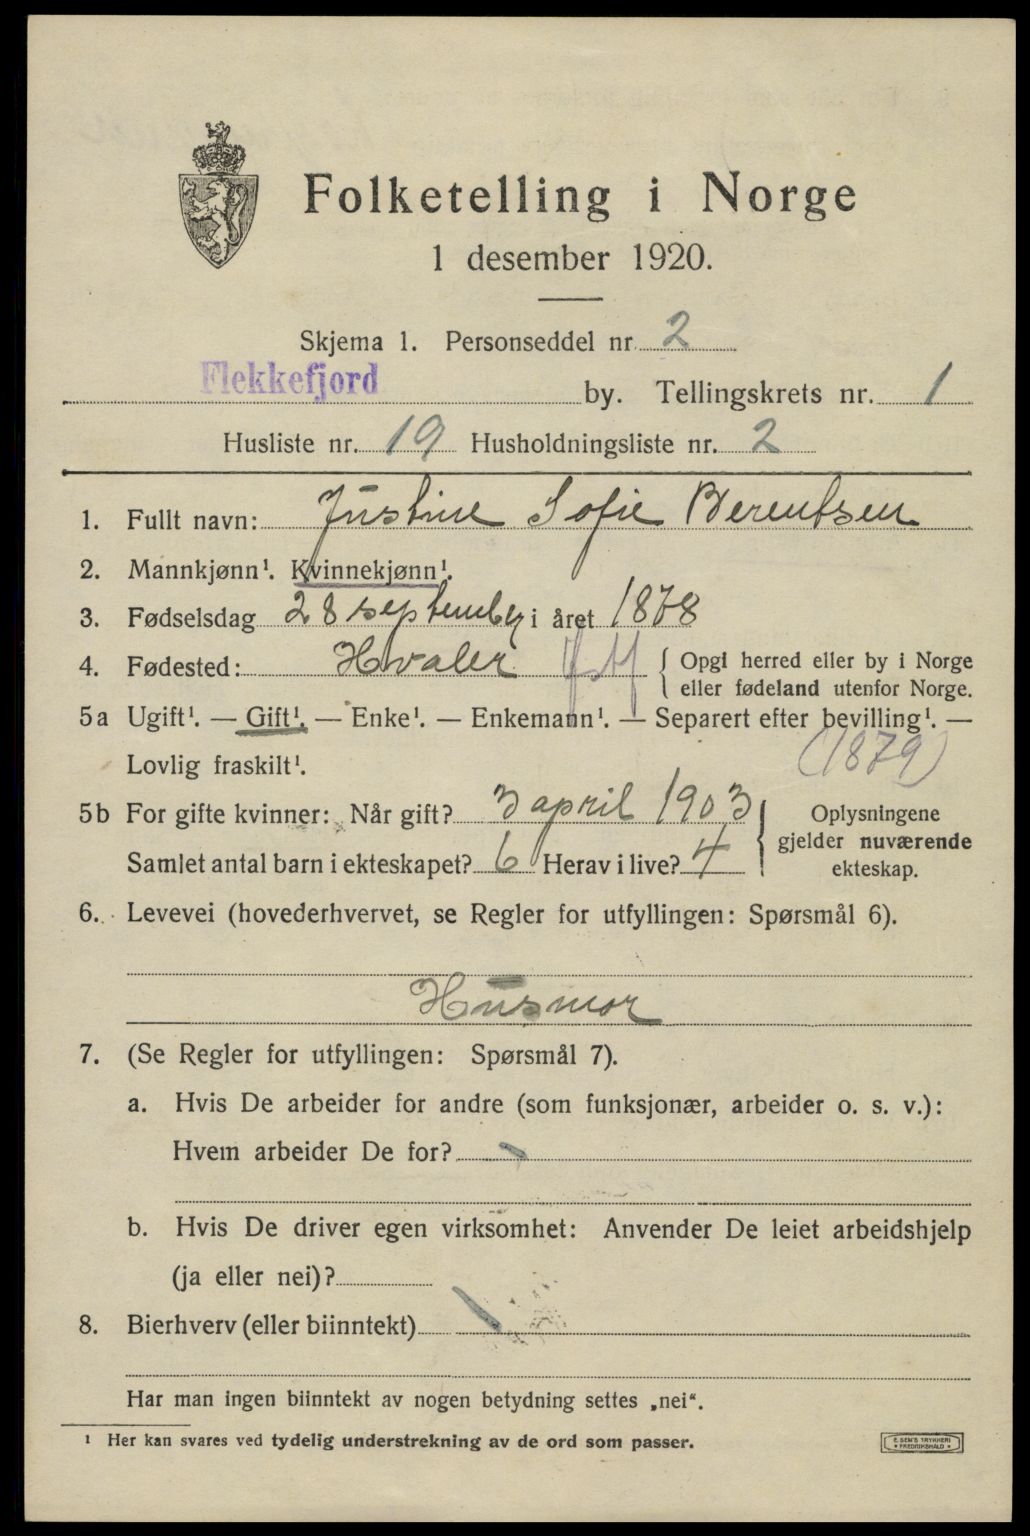 Folketelling i Norge
1 desember 1920.
Skjema 1. Personseddel nr. 2
Flekkefjord by. Tellingskrets nr. 1
Husliste nr. 19 Husholdningsliste nr. 2
1. Fullt navn: Justine Sofie Berentsen
2. Mannkjønn¹. Kvinnekjønn¹.
3. Fødselsdag 28 september i året 1878
4. Fødested: Hvaler { Opgi herred eller by i Norge
eller fødeland utenfor Norge.
5a Ugift¹. — Gift¹. — Enke¹. — Enkemann¹. — Separert efter bevilling¹. —
Lovlig fraskilt¹. (1879)
5b For gifte kvinner: Når gift? 3 april 1903 } Oplysningene
gjelder nuværende
Samlet antal barn i ekteskapet? 6 Herav i live? 4 ekteskap.
6. Levevei (hovederhvervet, se Regler for utfyllingen: Spørsmål 6).
Husmor
7. (Se Regler for utfyllingen: Spørsmål 7).
a. Hvis De arbeider for andre (som funksjonær, arbeider o. s. v.):
Hvem arbeider De for?
b. Hvis De driver egen virksomhet: Anvender De leiet arbeidshjelp
(ja eller nei)?
8. Bierhverv (eller biinntekt)
Har man ingen biinntekt av nogen betydning settes „nei“.
¹ Her kan svares ved tydelig understrekning av de ord som passer.
E. SEM'S TRYKKERI
• FREDRIKSHALD •